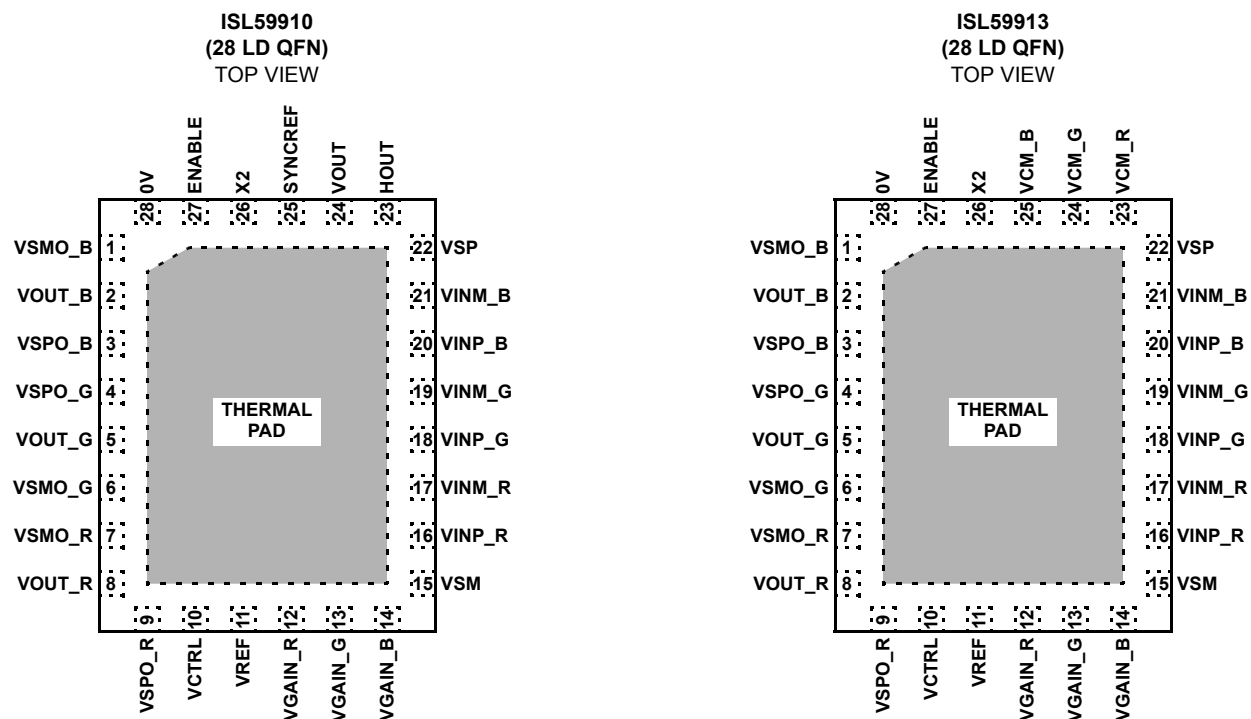 ISL59910
(28 LD QFN)
TOP VIEW
28 0V
27 ENABLE
26 X2
25 SYNCREF
24 VOUT
23 HOUT
VSMO_B 1
VOUT_B 2
VSPO_B 3
VSPO_G 4
VOUT_G 5
VSMO_G 6
VSMO_R 7
VOUT_R 8
THERMAL
PAD
22 VSP
21 VINM_B
20 VINP_B
19 VINM_G
18 VINP_G
17 VINM_R
16 VINP_R
15 VSM
VSPO_R 9
VCTRL 10
VREF 11
VGAIN_R 12
VGAIN_G 13
VGAIN_B 14
ISL59913
(28 LD QFN)
TOP VIEW
28 0V
27 ENABLE
26 X2
25 VCM_B
24 VCM_G
23 VCM_R
VSMO_B 1
VOUT_B 2
VSPO_B 3
VSPO_G 4
VOUT_G 5
VSMO_G 6
VSMO_R 7
VOUT_R 8
THERMAL
PAD
22 VSP
21 VINM_B
20 VINP_B
19 VINM_G
18 VINP_G
17 VINM_R
16 VINP_R
15 VSM
VSPO_R 9
VCTRL 10
VREF 11
VGAIN_R 12
VGAIN_G 13
VGAIN_B 14